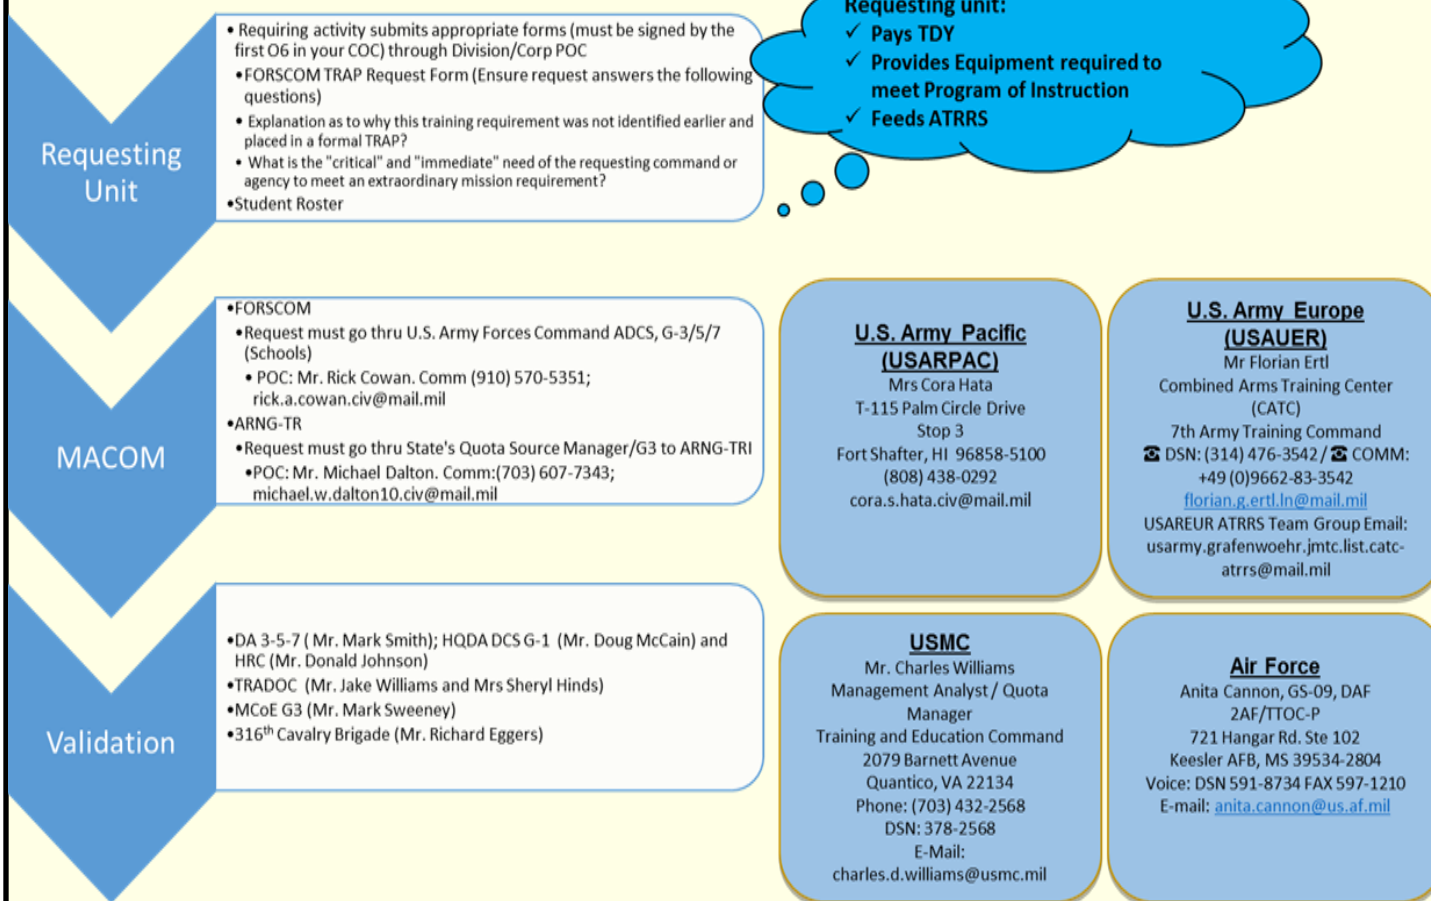 Requesting
Unit
• Requiring activity submits appropriate forms (must be signed by the
first O6 in your COC) through Division/Corp POC
•FORSCOM TRAP Request Form (Ensure request answers the following
questions)
• Explanation as to why this training requirement was not identified earlier and
placed in a formal TRAP?
• What is the "critical" and "immediate" need of the requesting command or
agency to meet an extraordinary mission requirement?
•Student Roster
Requesting unit:
✓ Pays TDY
✓ Provides Equipment required to
meet Program of Instruction
✓ Feeds ATRRS
MACOM
•FORSCOM
•Request must go thru U.S. Army Forces Command ADCS, G-3/5/7
(Schools)
• POC: Mr. Rick Cowan. Comm (910) 570-5351;
rick.a.cowan.civ@mail.mil
•ARNG-TR
•Request must go thru State's Quota Source Manager/G3 to ARNG-TRI
•POC: Mr. Michael Dalton. Comm:(703) 607-7343;
michael.w.dalton10.civ@mail.mil
U.S. Army Pacific
(USARPAC)
Mrs Cora Hata
T-115 Palm Circle Drive
Stop 3
Fort Shafter, HI 96858-5100
(808) 438-0292
cora.s.hata.civ@mail.mil
U.S. Army Europe
(USAUER)
Mr Florian Ertl
Combined Arms Training Center
(CATC)
7th Army Training Command
☎ DSN: (314) 476-3542 / ☎ COMM:
+49 (0)9662-83-3542
florian.g.ertl.ln@mail.mil
USAREUR ATRRS Team Group Email:
usarmy.grafenwoehr.jmtc.list.catc-
atrrs@mail.mil
Validation
•DA 3-5-7 ( Mr. Mark Smith); HQDA DCS G-1 (Mr. Doug McCain) and
HRC (Mr. Donald Johnson)
•TRADOC (Mr. Jake Williams and Mrs Sheryl Hinds)
•MCoE G3 (Mr. Mark Sweeney)
•316th Cavalry Brigade (Mr. Richard Eggers)
USMC
Mr. Charles Williams
Management Analyst / Quota
Manager
Training and Education Command
2079 Barnett Avenue
Quantico, VA 22134
Phone: (703) 432-2568
DSN: 378-2568
E-Mail:
charles.d.williams@usmc.mil
Air Force
Anita Cannon, GS-09, DAF
2AF/TTOC-P
721 Hangar Rd. Ste 102
Keesler AFB, MS 39534-2804
Voice: DSN 591-8734 FAX 597-1210
E-mail: anita.cannon@us.af.mil